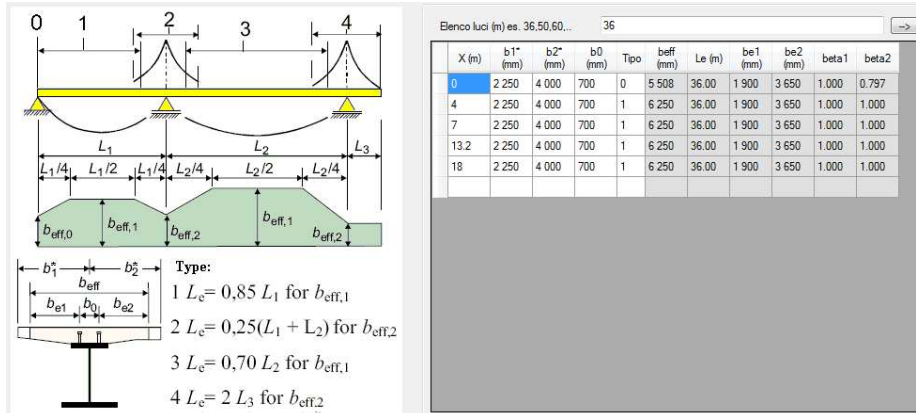 0 1 2 3 4
L1 L2 L3
L1/4 L1/2 L1/4 L2/4 L2/2 L2/4
beff,0 beff,1 beff,2 beff,1 beff,2
b1* b2*
beff
be1 b0 be2
Type:
1 Le= 0,85 L1 for beff,1
2 Le= 0,25(L1 + L2) for beff,2
3 Le= 0,70 L2 for beff,1
4 Le= 2 L3 for beff,2
Elenco luci (m) es. 36,50,60,... 36 -->
X (m) b1* (mm) b2* (mm) b0 (mm) Tipo beff (mm) Le (m) be1 (mm) be2 (mm) beta1 beta2
0 2 250 4 000 700 0 5 508 36.00 1 900 3 650 1.000 0.797
4 2 250 4 000 700 1 6 250 36.00 1 900 3 650 1.000 1.000
7 2 250 4 000 700 1 6 250 36.00 1 900 3 650 1.000 1.000
13.2 2 250 4 000 700 1 6 250 36.00 1 900 3 650 1.000 1.000
18 2 250 4 000 700 1 6 250 36.00 1 900 3 650 1.000 1.000